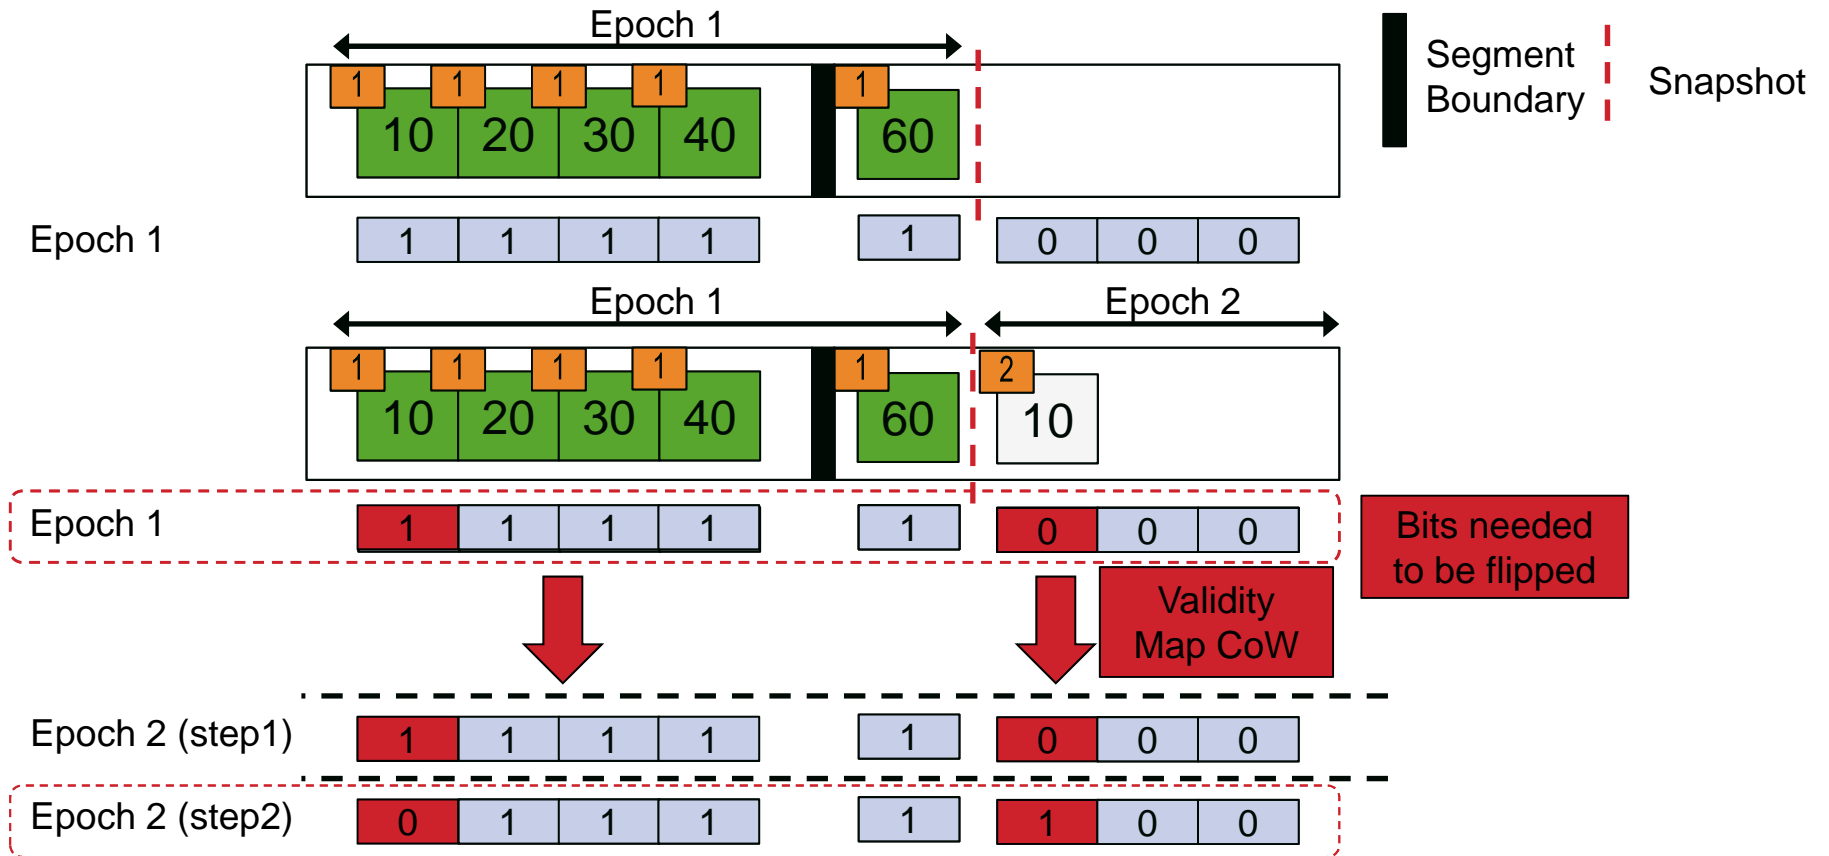 Epoch 1
Segment
Boundary
Snapshot
1 1 1 1 1
10 20 30 40 60
Epoch 1
1 1 1 1 1 0 0 0
Epoch 1 Epoch 2
1 1 1 1 1 2
10 20 30 40 60 10
Epoch 1
1 1 1 1 1 0 0 0
Bits needed
to be flipped
Validity
Map CoW
Epoch 2 (step1)
1 1 1 1 1 0 0 0
Epoch 2 (step2)
0 1 1 1 1 1 0 0